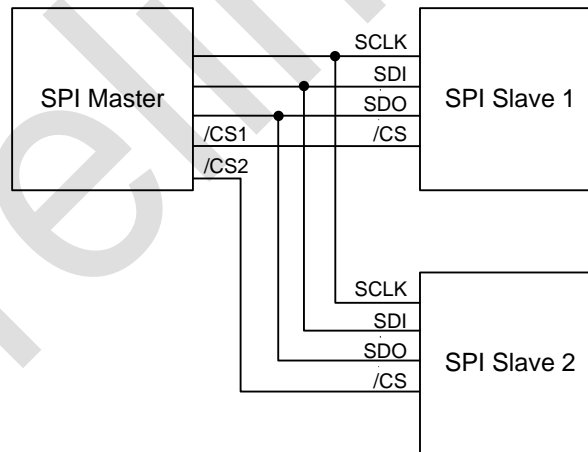 SPI Master
/CS1
/CS2
SCLK
SDI
SDO
/CS
SPI Slave 1
SCLK
SDI
SDO
/CS
SPI Slave 2